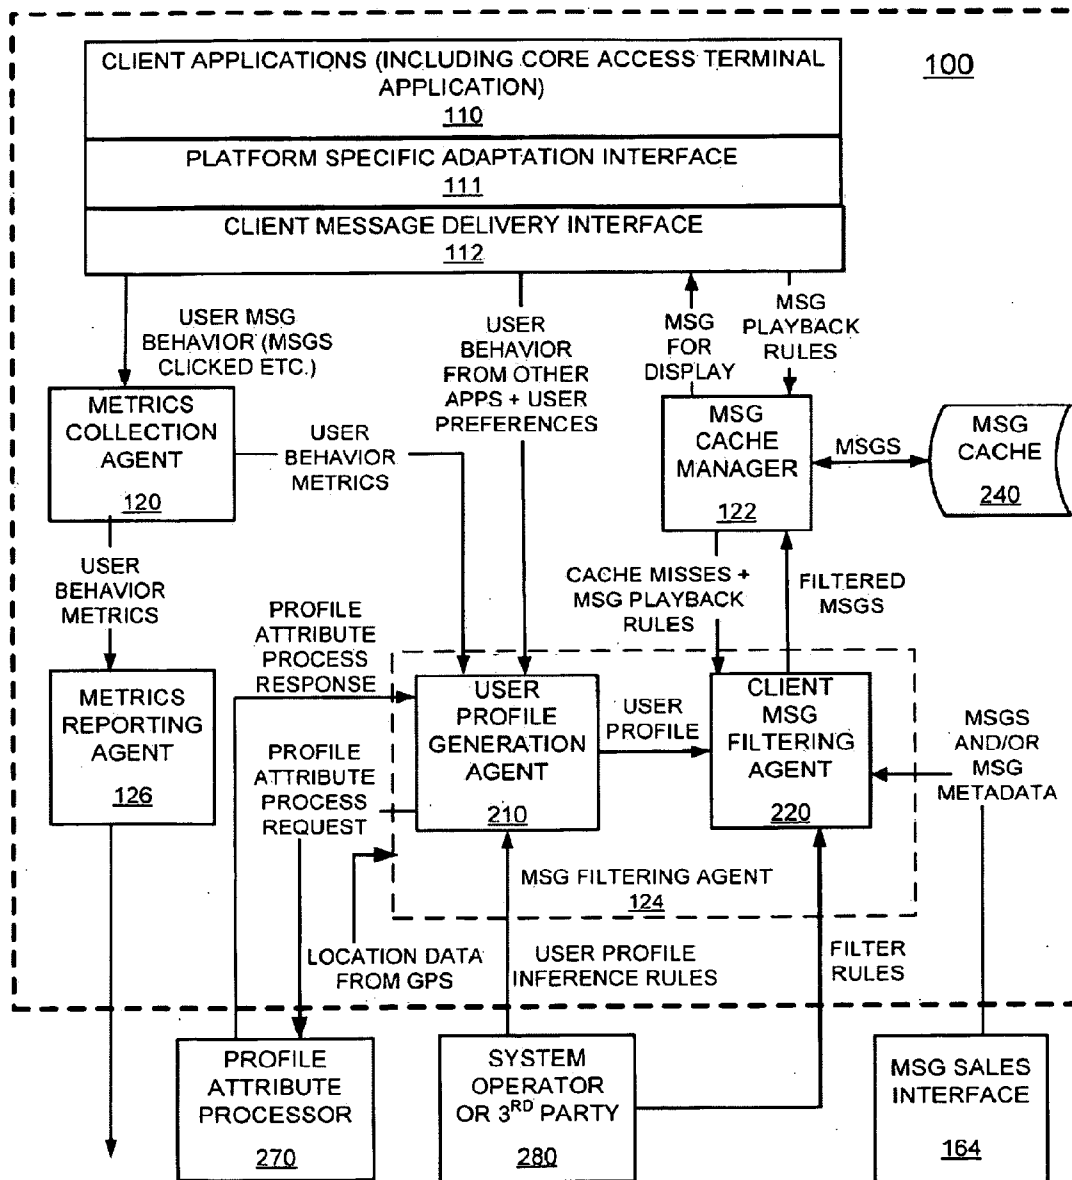 CLIENT APPLICATIONS (INCLUDING CORE ACCESS TERMINAL
APPLICATION)
110
100
PLATFORM SPECIFIC ADAPTATION INTERFACE
111
CLIENT MESSAGE DELIVERY INTERFACE
112
USER MSG
BEHAVIOR (MSGS
CLICKED ETC.)
USER
BEHAVIOR
FROM OTHER
APPS + USER
PREFERENCES
MSG
FOR
DISPLAY
MSG
PLAYBACK
RULES
METRICS
COLLECTION
AGENT
120
USER
BEHAVIOR
METRICS
MSG
CACHE
MANAGER
122
MSGS
MSG
CACHE
240
USER
BEHAVIOR
METRICS
CACHE MISSES +
MSG PLAYBACK
RULES
FILTERED
MSGS
PROFILE
ATTRIBUTE
PROCESS
RESPONSE
METRICS
REPORTING
AGENT
126
USER
PROFILE
GENERATION
AGENT
210
USER
PROFILE
CLIENT
MSG
FILTERING
AGENT
220
MSGS
AND/OR
MSG
METADATA
PROFILE
ATTRIBUTE
PROCESS
REQUEST
MSG FILTERING AGENT
124
LOCATION DATA
FROM GPS
USER PROFILE
INFERENCE RULES
FILTER
RULES
PROFILE
ATTRIBUTE
PROCESSOR
270
SYSTEM
OPERATOR
OR 3RD PARTY
280
MSG SALES
INTERFACE
164